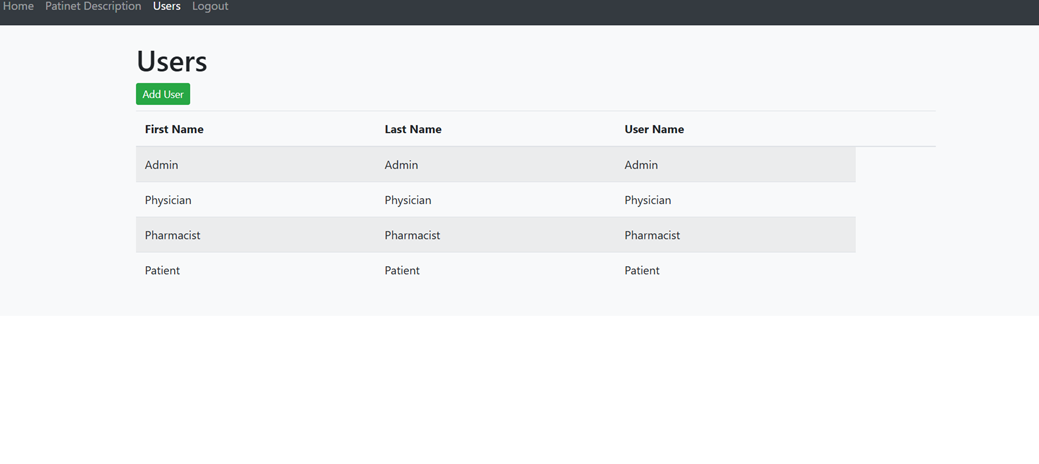 Home Patinet Description Users Logout
Users
Add User
First Name Last Name User Name
Admin Admin Admin
Physician Physician Physician
Pharmacist Pharmacist Pharmacist
Patient Patient Patient